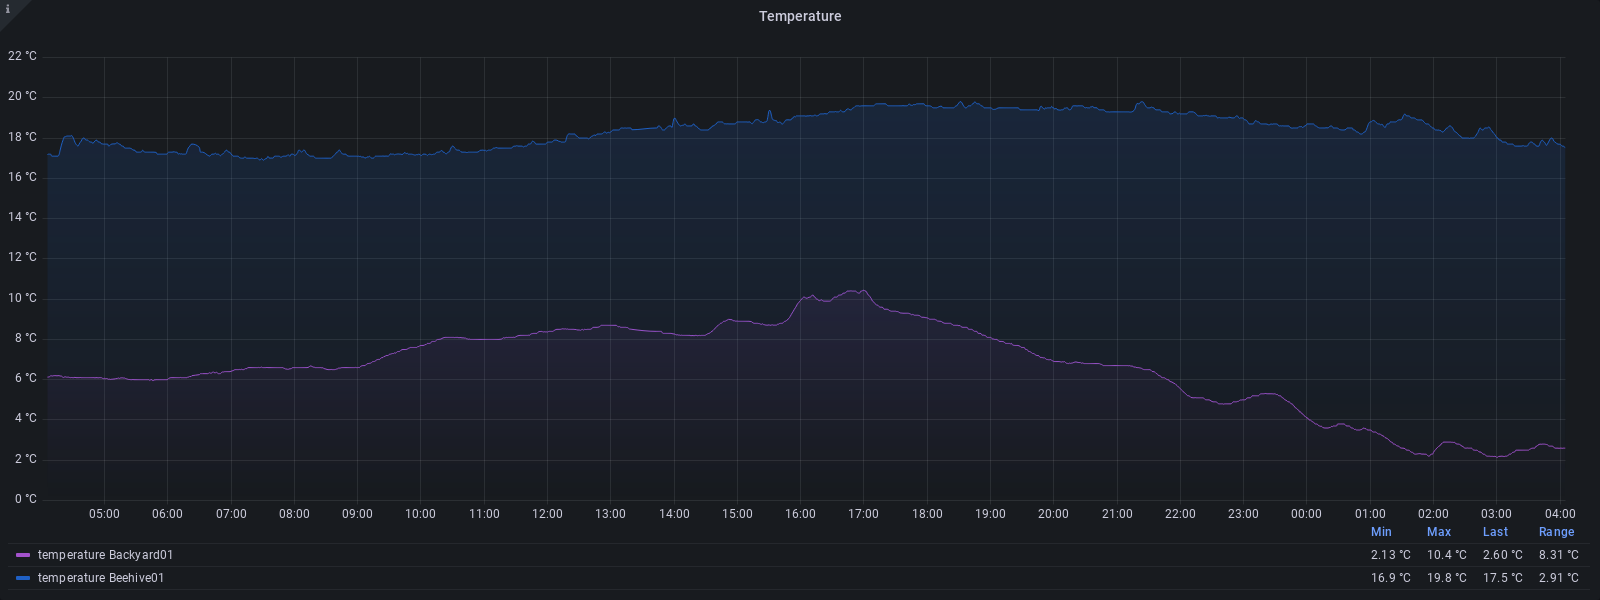 i
Temperature
22 °C
20 °C
18 °C
16 °C
14 °C
12 °C
10 °C
8 °C
6 °C
4 °C
2 °C
0 °C
05:00 06:00 07:00 08:00 09:00 10:00 11:00 12:00 13:00 14:00 15:00 16:00 17:00 18:00 19:00 20:00 21:00 22:00 23:00 00:00 01:00 02:00 03:00 04:00
Min Max Last Range
temperature Backyard01 2.13 °C 10.4 °C 2.60 °C 8.31 °C
temperature Beehive01 16.9 °C 19.8 °C 17.5 °C 2.91 °C